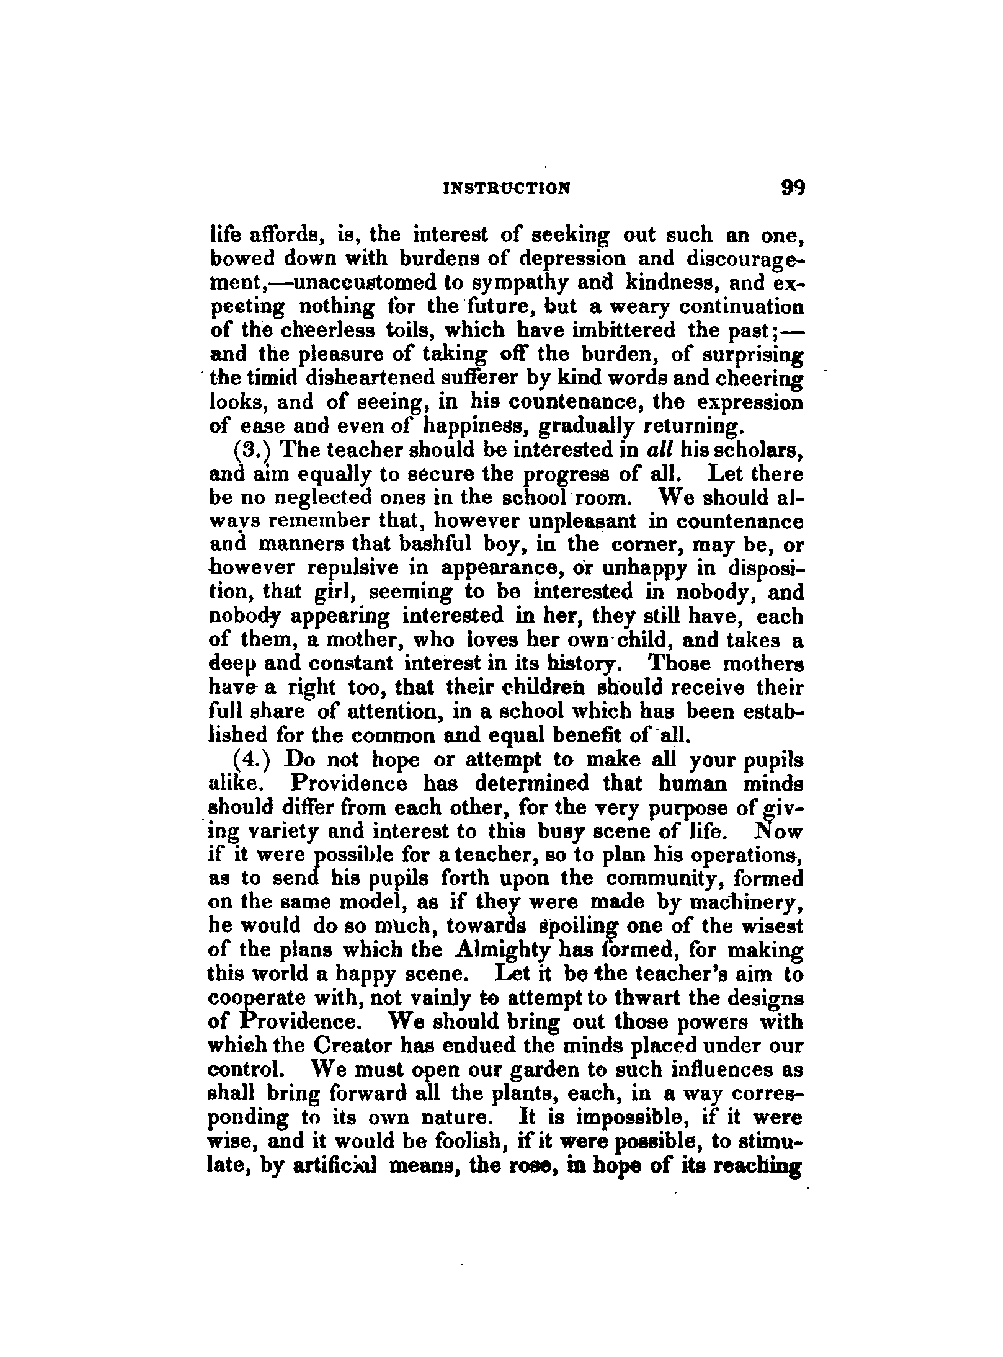 INSTRUCTION 99
life affords, is, the interest of seeking out such an one,
bowed down with burdens of depression and discourage-
ment,—unaccustomed to sympathy and kindness, and ex-
pecting nothing for the future, but a weary continuation
of the cheerless toils, which have imbittered the past;—
and the pleasure of taking off the burden, of surprising
the timid disheartened sufferer by kind words and cheering
looks, and of seeing, in his countenance, the expression
of ease and even of happiness, gradually returning.
(3.) The teacher should be interested in all his scholars,
and aim equally to secure the progress of all. Let there
be no neglected ones in the school room. We should al-
ways remember that, however unpleasant in countenance
and manners that bashful boy, in the corner, may be, or
however repulsive in appearance, or unhappy in disposi-
tion, that girl, seeming to be interested in nobody, and
nobody appearing interested in her, they still have, each
of them, a mother, who loves her own child, and takes a
deep and constant interest in its history. Those mothers
have a right too, that their children should receive their
full share of attention, in a school which has been estab-
lished for the common and equal benefit of all.
(4.) Do not hope or attempt to make all your pupils
alike. Providence has determined that human minds
should differ from each other, for the very purpose of giv-
ing variety and interest to this busy scene of life. Now
if it were possible for a teacher, so to plan his operations,
as to send his pupils forth upon the community, formed
on the same model, as if they were made by machinery,
he would do so much, towards spoiling one of the wisest
of the plans which the Almighty has formed, for making
this world a happy scene. Let it be the teacher's aim to
cooperate with, not vainly to attempt to thwart the designs
of Providence. We should bring out those powers with
which the Creator has endued the minds placed under our
control. We must open our garden to such influences as
shall bring forward all the plants, each, in a way corres-
ponding to its own nature. It is impossible, if it were
wise, and it would be foolish, if it were possible, to stimu-
late, by artificial means, the rose, in hope of its reaching